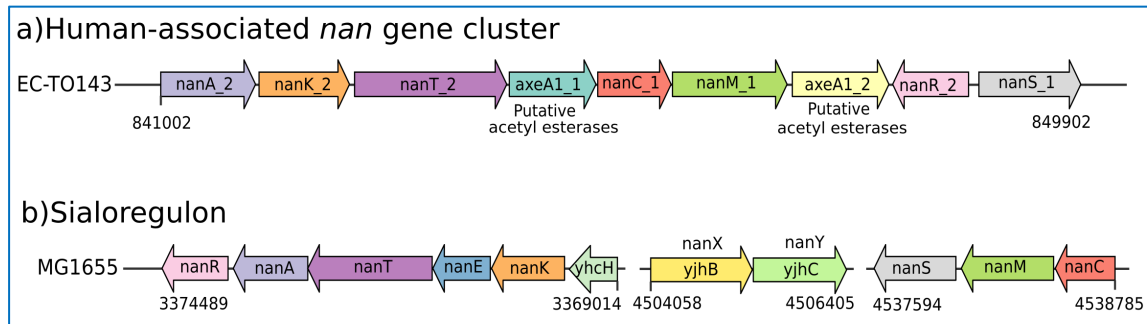 a)Human-associated nan gene cluster
EC-TO143 nanA_2 nanK_2 nanT_2 axeA1_1 nanC_1 nanM_1 axeA1_2 nanR_2 nanS_1
Putative
acetyl esterases
Putative
acetyl esterases
841002 849902
b)Sialoregulon
nanX nanY
MG1655 nanR nanA nanT nanE nanK yhcH yjhB yjhC nanS nanM nanC
3374489 3369014 4504058 4506405 4537594 4538785